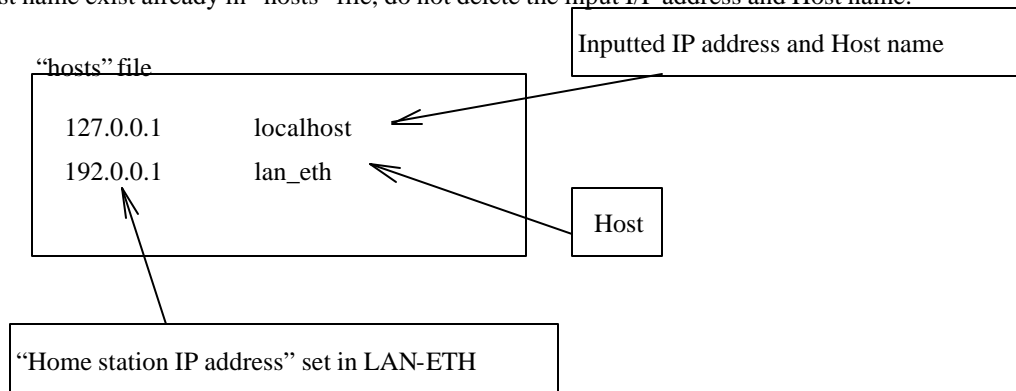 st name exist already in “hosts” file, do not delete the input I/P address and Host name.
Inputted IP address and Host name
“hosts” file
127.0.0.1 localhost
192.0.0.1 lan_eth
Host
“Home station IP address” set in LAN-ETH